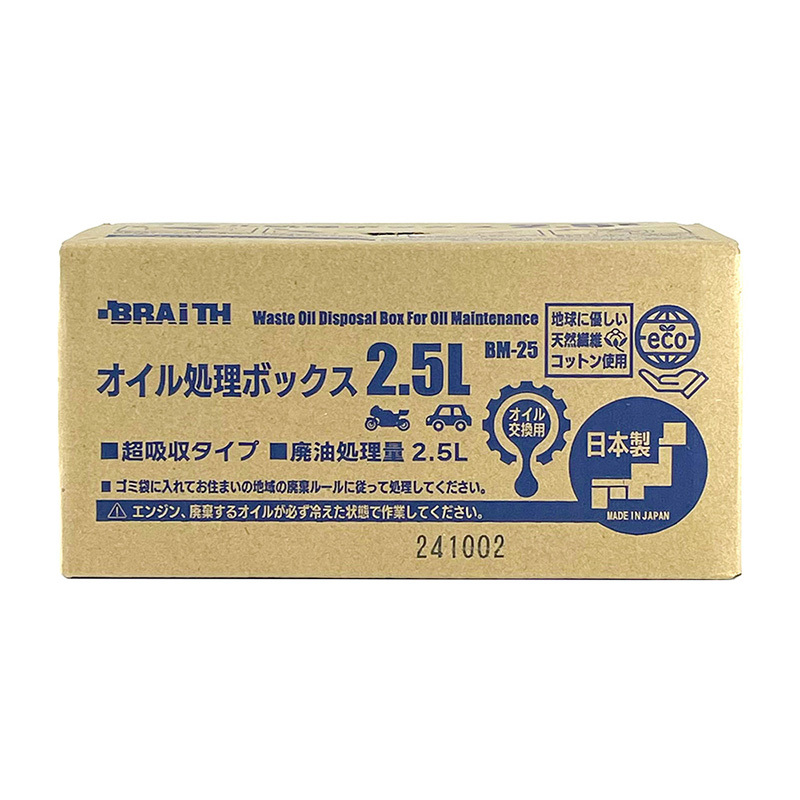 BRAiTH
Waste Oil Disposal Box For Oil Maintenance
BM-25
オイル処理ボックス 2.5L
地球に優しい
天然繊維
コットン使用
eco
オイル
交換用
■超吸収タイプ ■廃油処理量 2.5L
日本製
MADE IN JAPAN
■ ゴミ袋に入れてお住まいの地域の廃棄ルールに従って処理してください。
⚠ エンジン、廃棄するオイルが必ず冷えた状態で作業してください。
241002